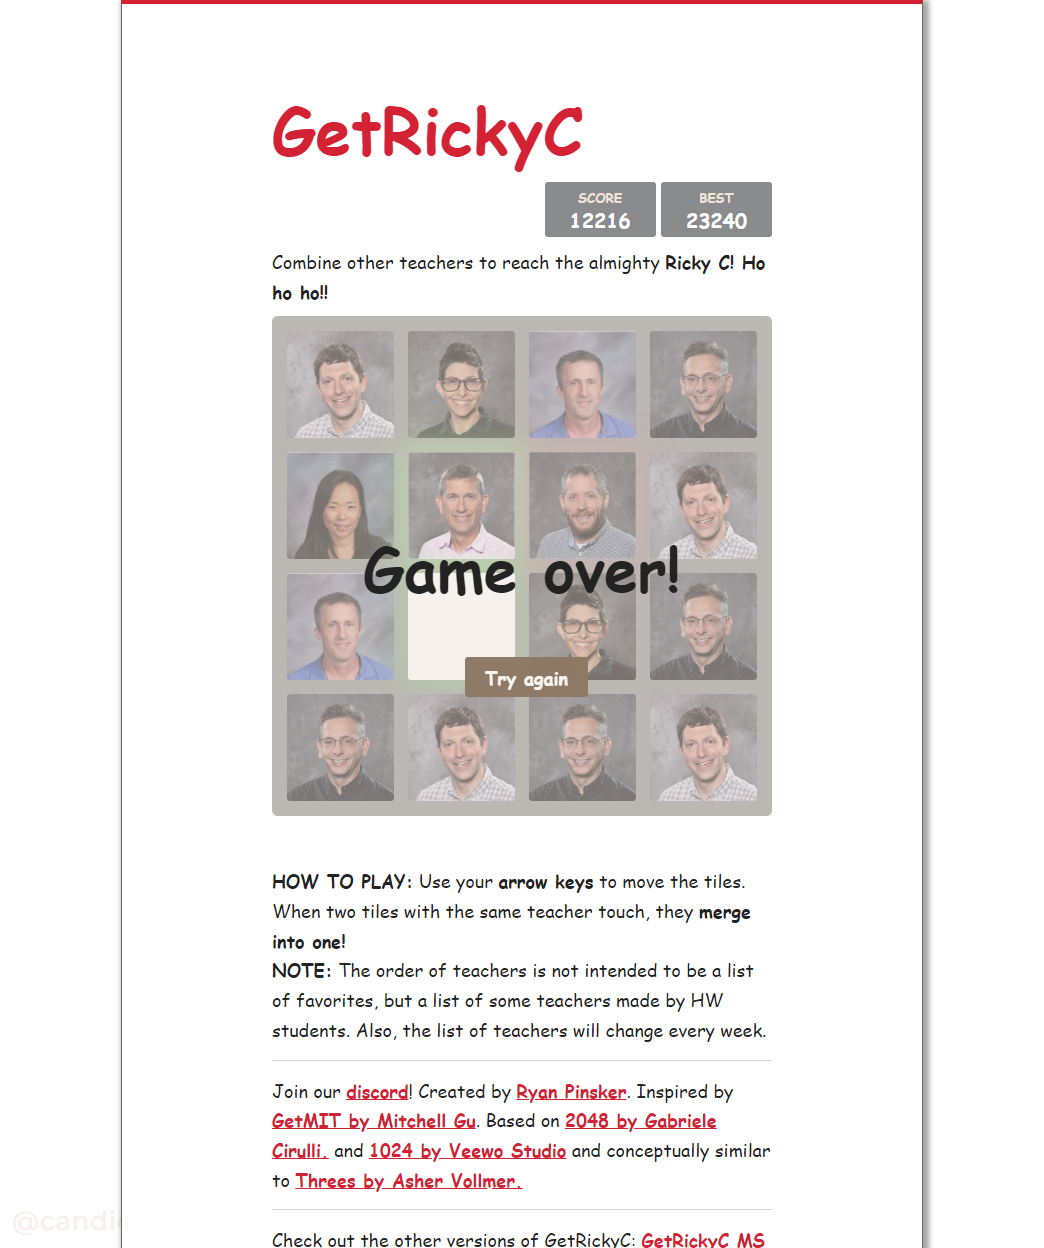 GetRickyC
SCORE BEST
12216 23240
Combine other teachers to reach the almighty Ricky C! Ho
ho ho!!
Game over!
Try again
HOW TO PLAY: Use your arrow keys to move the tiles.
When two tiles with the same teacher touch, they merge
into one!
NOTE: The order of teachers is not intended to be a list
of favorites, but a list of some teachers made by HW
students. Also, the list of teachers will change every week.
Join our discord! Created by Ryan Pinsker. Inspired by
GetMIT by Mitchell Gu. Based on 2048 by Gabriele
Cirulli. and 1024 by Veewo Studio and conceptually similar
to Threes by Asher Vollmer.
Check out the other versions of GetRickyC: GetRickyC MS